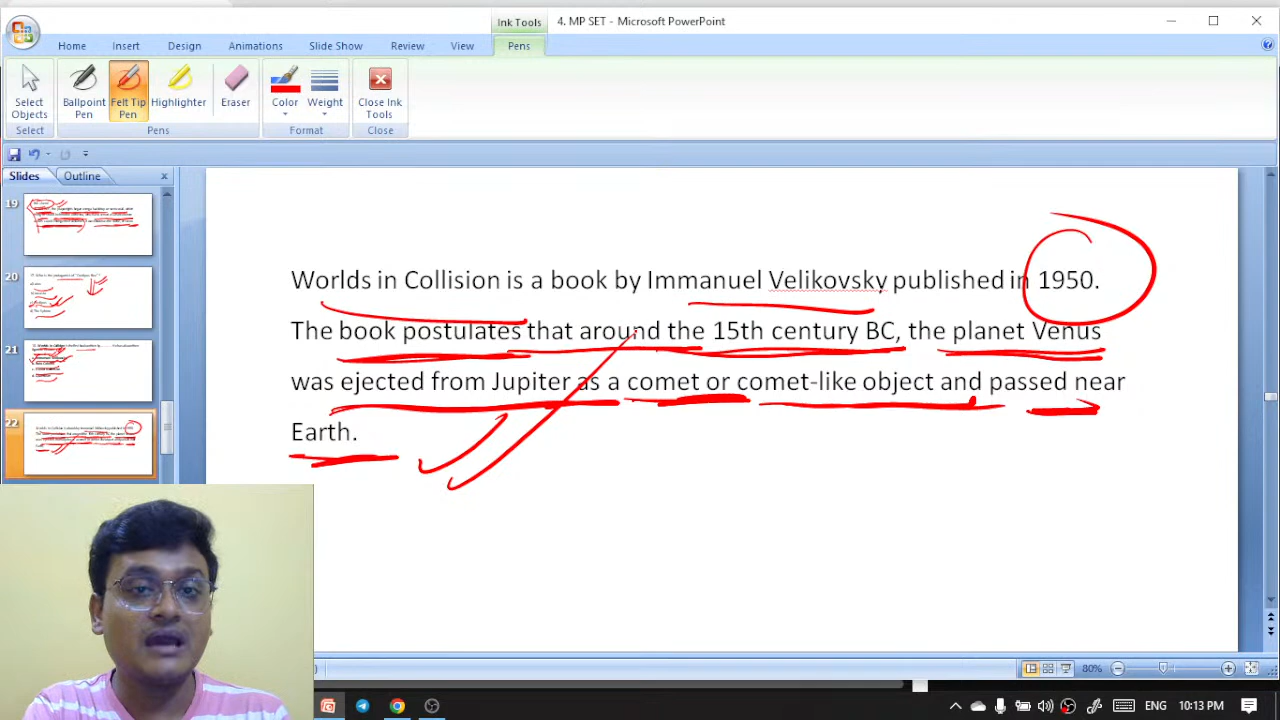 Ink Tools
4. MP SET - Microsoft PowerPoint
Home Insert Design Animations Slide Show Review View Pens
Select Objects
Ballpoint Pen
Felt Tip Pen
Highlighter
Eraser
Color
Weight
Close Ink Tools
Select Pens Format Close
Slides Outline
19
20
21
22
Worlds in Collision is a book by Immanuel Velikovsky published in 1950.
The book postulates that around the 15th century BC, the planet Venus
was ejected from Jupiter as a comet or comet-like object and passed near
Earth.
80%
ENG 10:13 PM